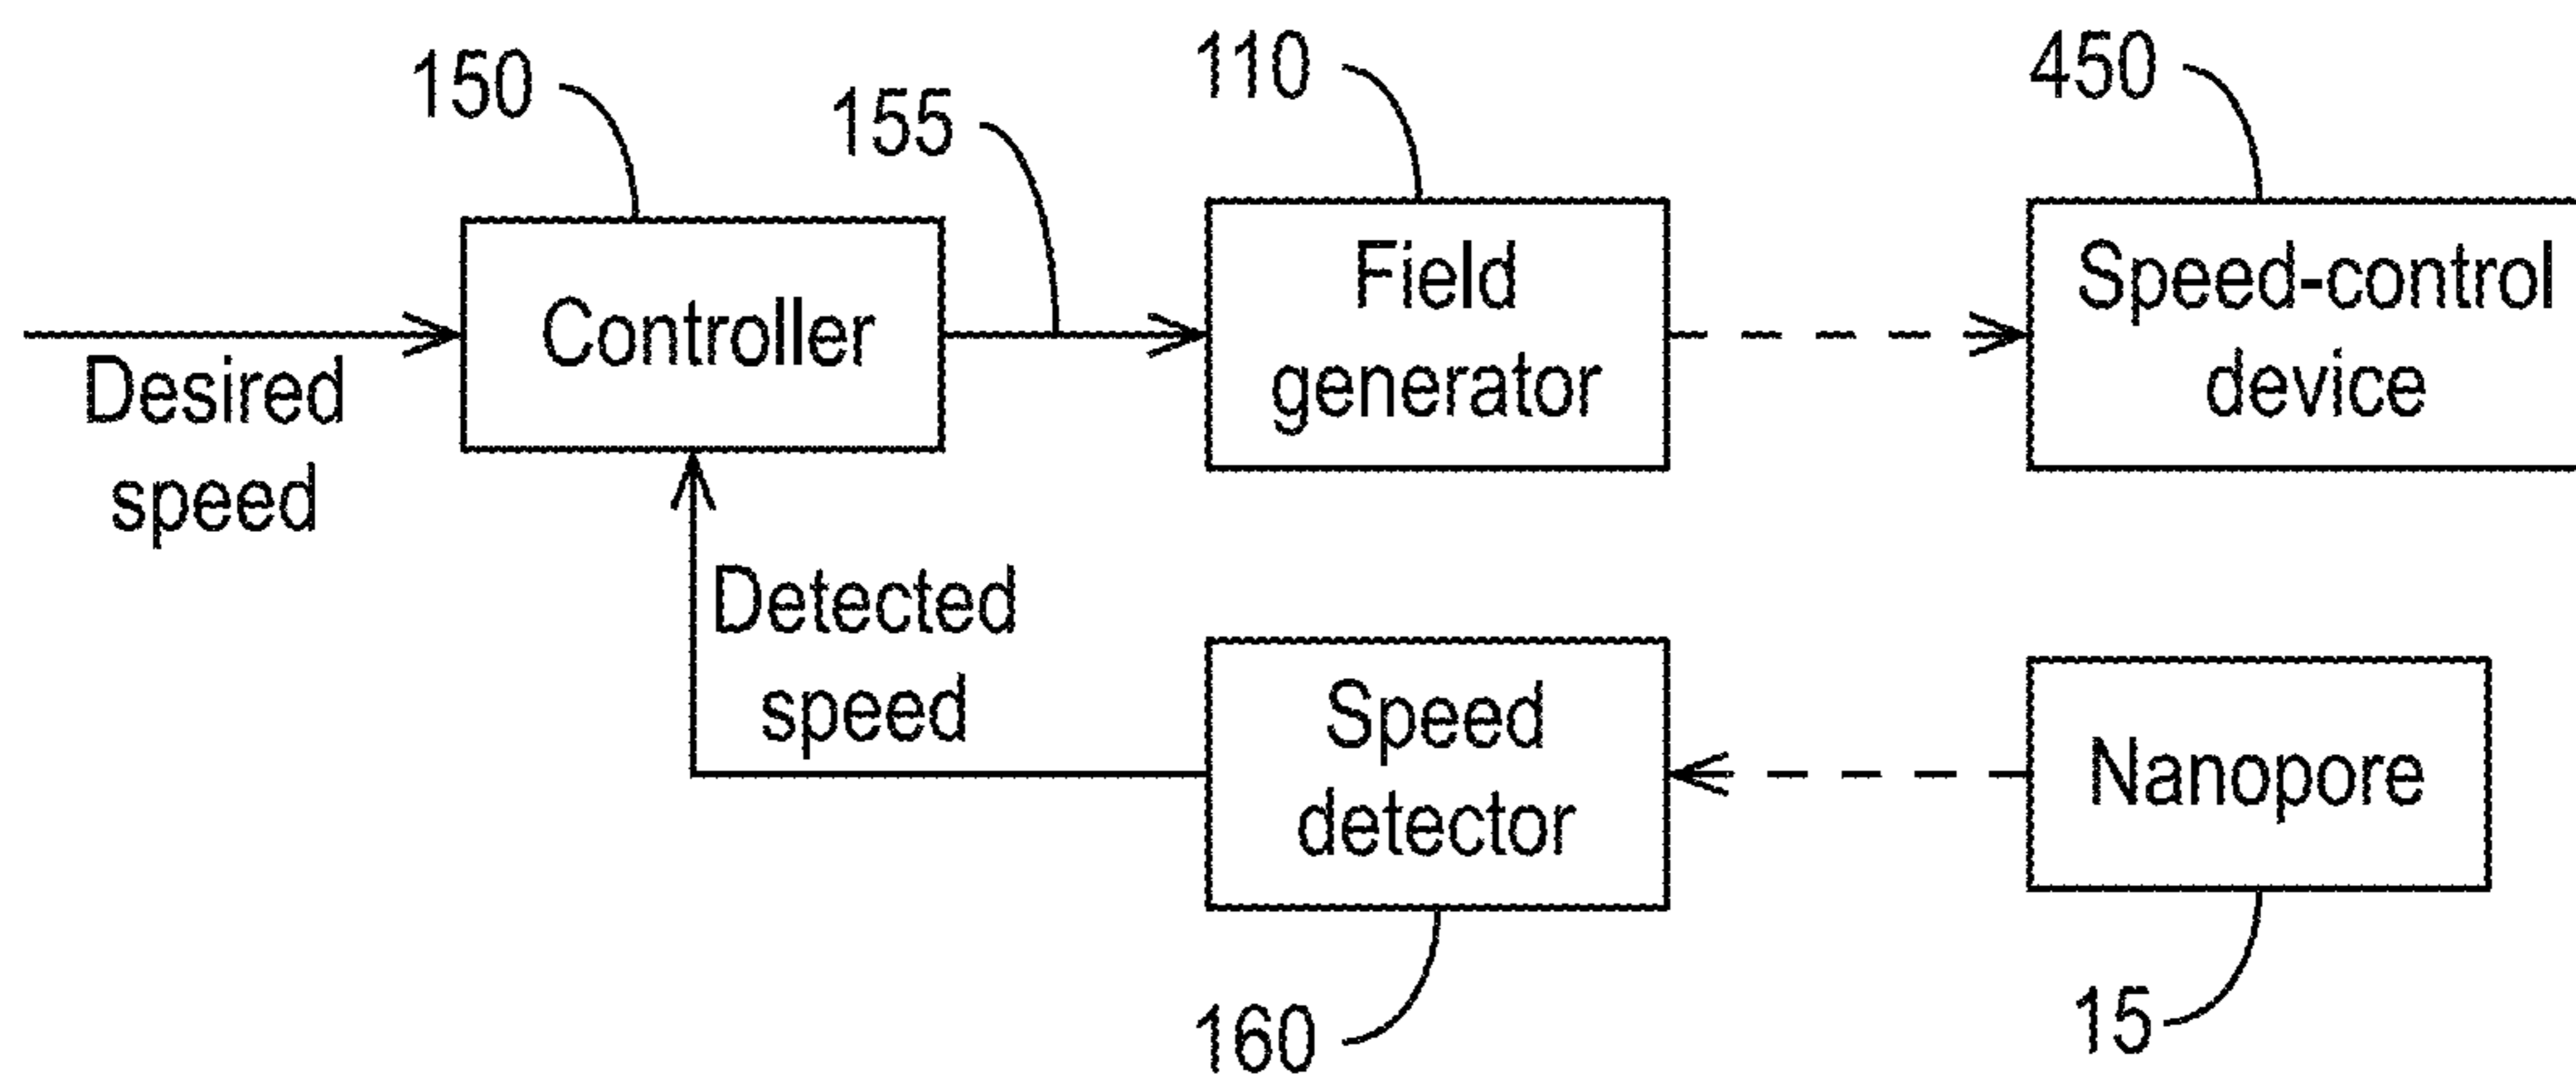 150
155
110
450
Desired
speed
Controller
Field
generator
Speed-control
device
Detected
speed
Speed
detector
Nanopore
160
15